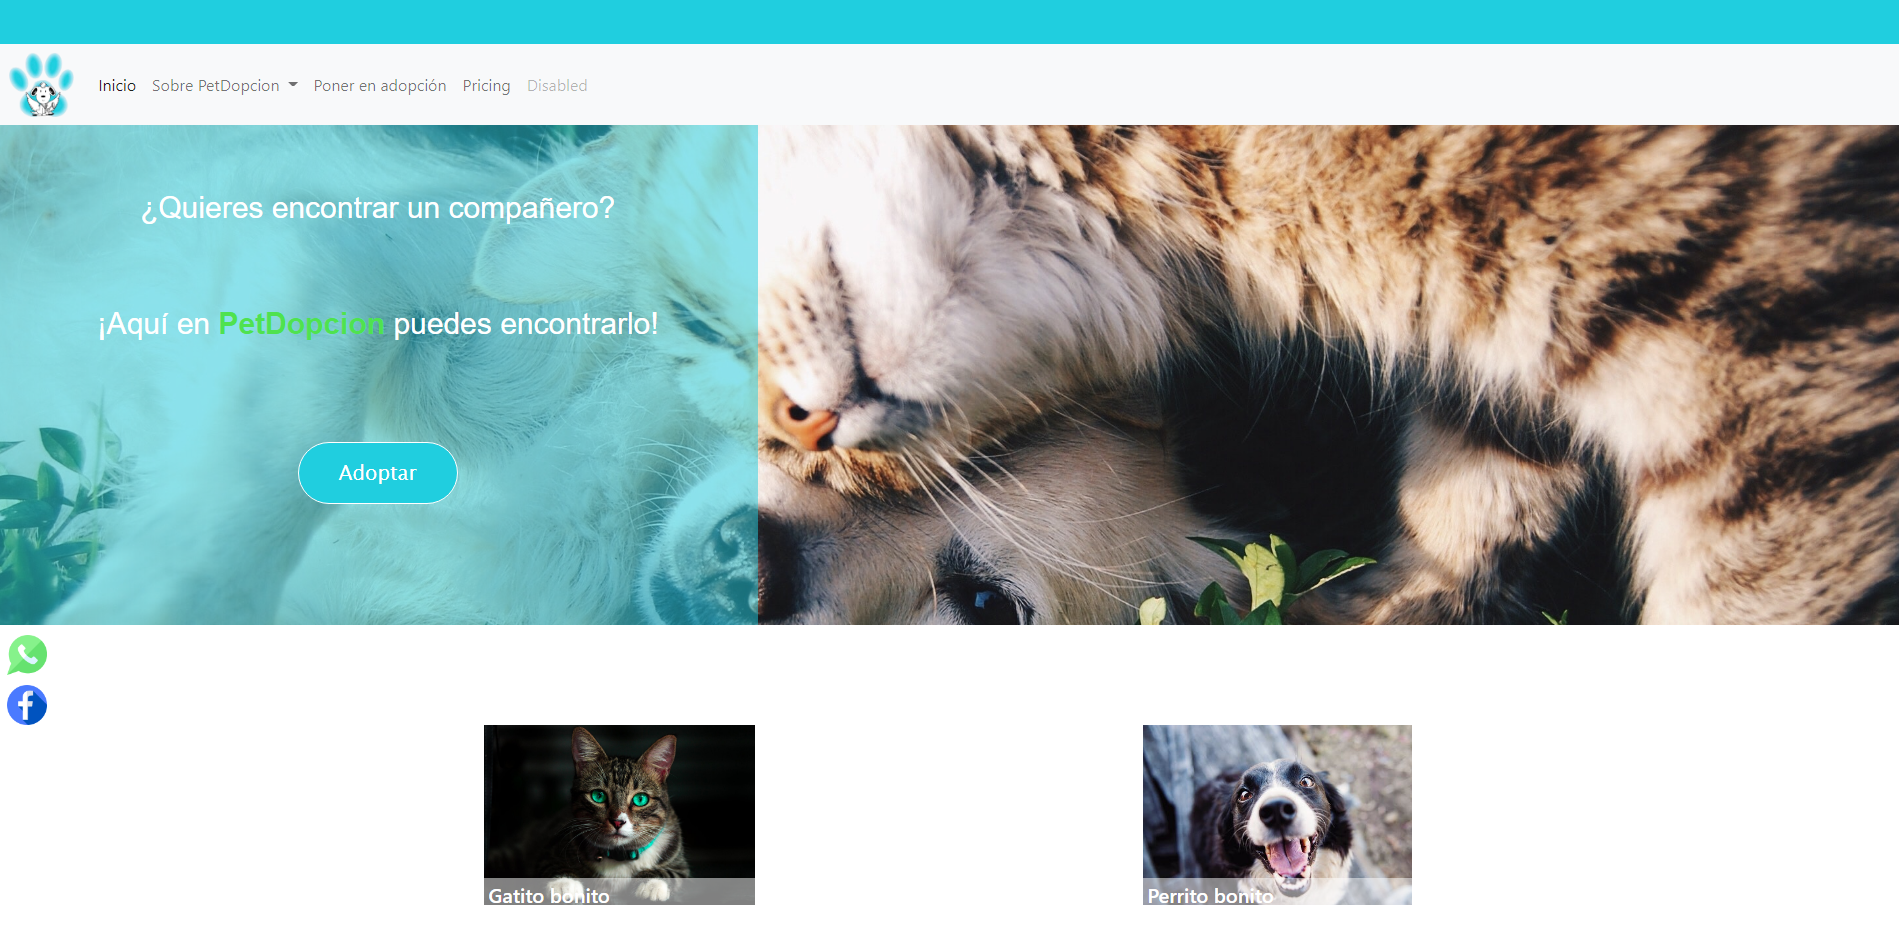 Inicio Sobre PetDopcion Poner en adopción Pricing Disabled
¿Quieres encontrar un compañero?
¡Aquí en PetDopcion puedes encontrarlo!
Adoptar
Gatito bonito
Perrito bonito